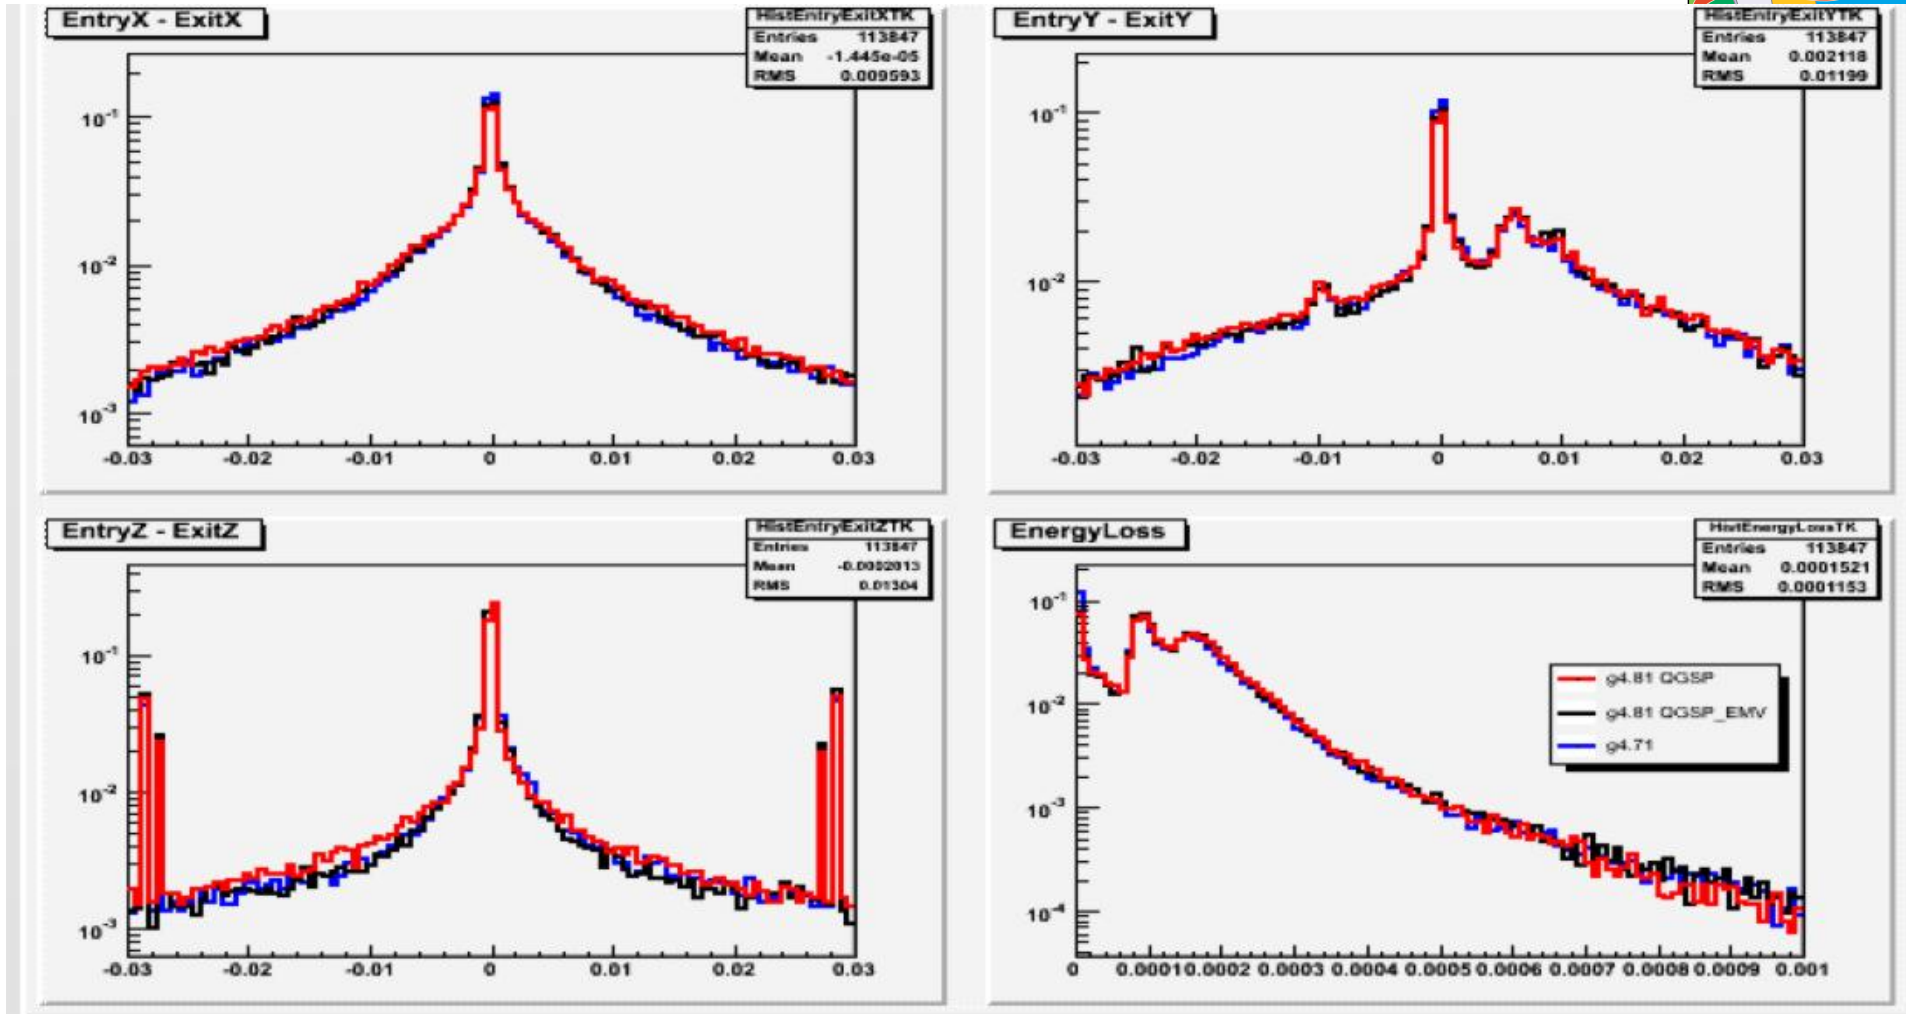 EntryX - ExitX
HistEntryExitXTK
Entries 113847
Mean -1.445e-05
RMS 0.009593
10-1
10-2
10-3
-0.03 -0.02 -0.01 0 0.01 0.02 0.03
EntryY - ExitY
HistEntryExitYTK
Entries 113847
Mean 0.002118
RMS 0.01199
10-1
10-2
-0.03 -0.02 -0.01 0 0.01 0.02 0.03
EntryZ - ExitZ
HistEntryExitZTK
Entries 113847
Mean -0.0002013
RMS 0.01304
10-1
10-2
10-3
-0.03 -0.02 -0.01 0 0.01 0.02 0.03
EnergyLoss
HistEnergyLossTK
Entries 113847
Mean 0.0001521
RMS 0.0001153
10-1
10-2
10-3
10-4
g4.81 QGSP
g4.81 QGSP_EMV
g4.71
0 0.0001 0.0002 0.0003 0.0004 0.0005 0.0006 0.0007 0.0008 0.0009 0.001